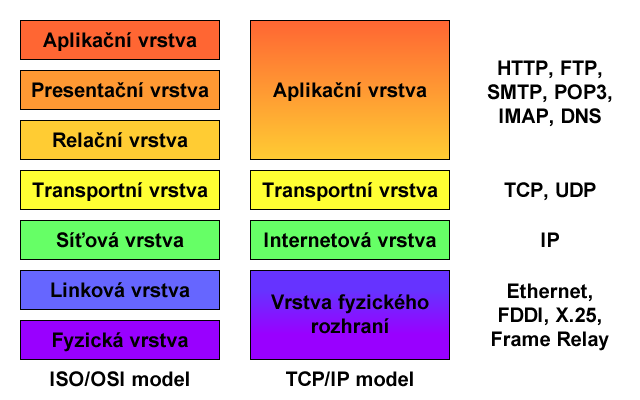 Aplikační vrstva
Presentační vrstva
Relační vrstva
Transportní vrstva
Síťová vrstva
Linková vrstva
Fyzická vrstva
ISO/OSI model
Aplikační vrstva
Transportní vrstva
Internetová vrstva
Vrstva fyzického
rozhraní
TCP/IP model
HTTP, FTP,
SMTP, POP3,
IMAP, DNS
TCP, UDP
IP
Ethernet,
FDDI, X.25,
Frame Relay